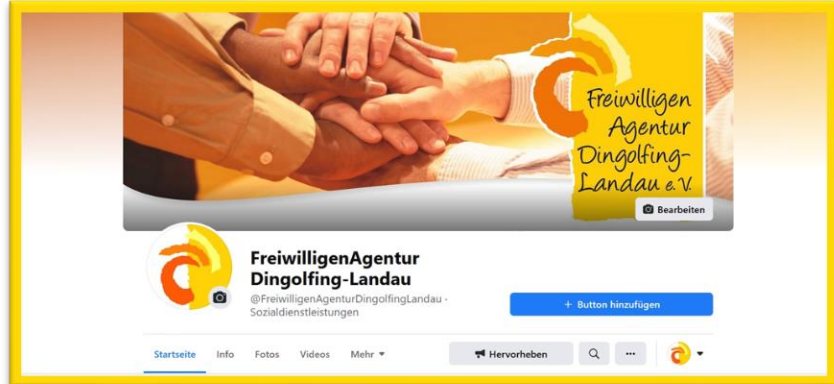 Freiwilligen
Agentur
Dingolfing-
Landau e.V.
Bearbeiten
FreiwilligenAgentur
Dingolfing-Landau
@FreiwilligenAgenturDingolfingLandau ·
Sozialdienstleistungen
+ Button hinzufügen
Startseite Info Fotos Videos Mehr Hervorheben